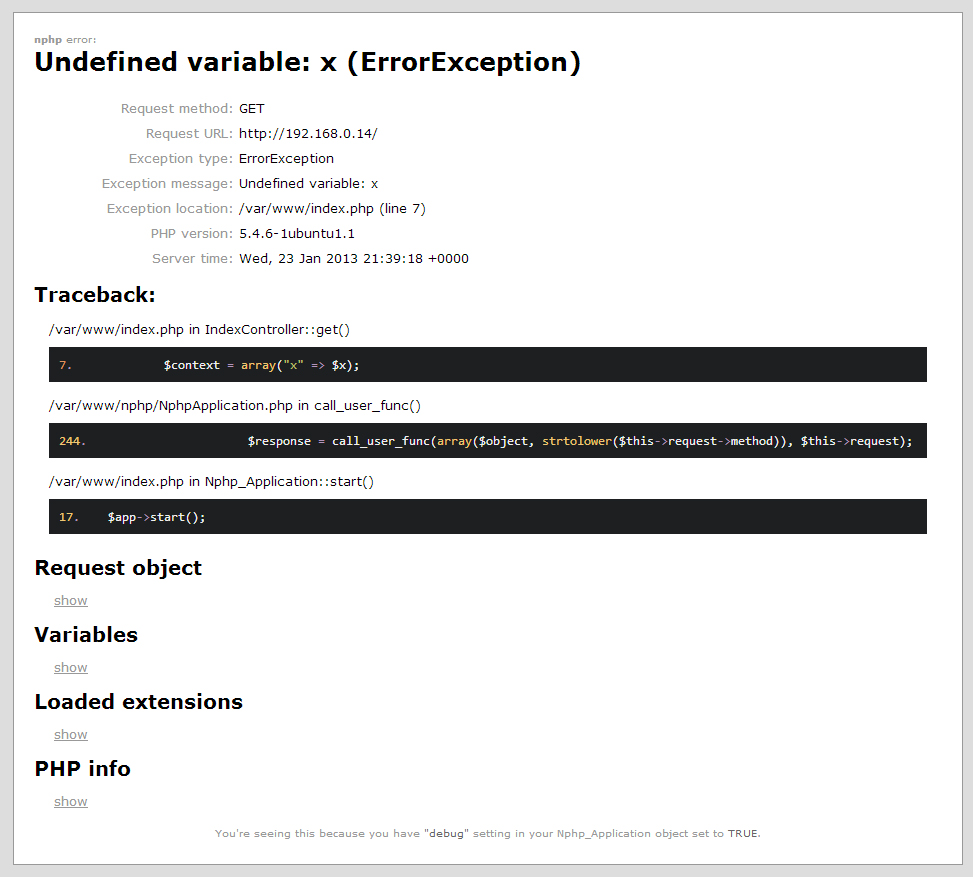 nphp error:
Undefined variable: x (ErrorException)
Request method: GET
Request URL: http://192.168.0.14/
Exception type: ErrorException
Exception message: Undefined variable: x
Exception location: /var/www/index.php (line 7)
PHP version: 5.4.6-1ubuntu1.1
Server time: Wed, 23 Jan 2013 21:39:18 +0000
Traceback:
/var/www/index.php in IndexController::get()
7. $context = array("x" => $x);
/var/www/nphp/NphpApplication.php in call_user_func()
244. $response = call_user_func(array($object, strtolower($this->request->method)), $this->request);
/var/www/index.php in Nphp_Application::start()
17. $app->start();
Request object
show
Variables
show
Loaded extensions
show
PHP info
show
You're seeing this because you have "debug" setting in your Nphp_Application object set to TRUE.